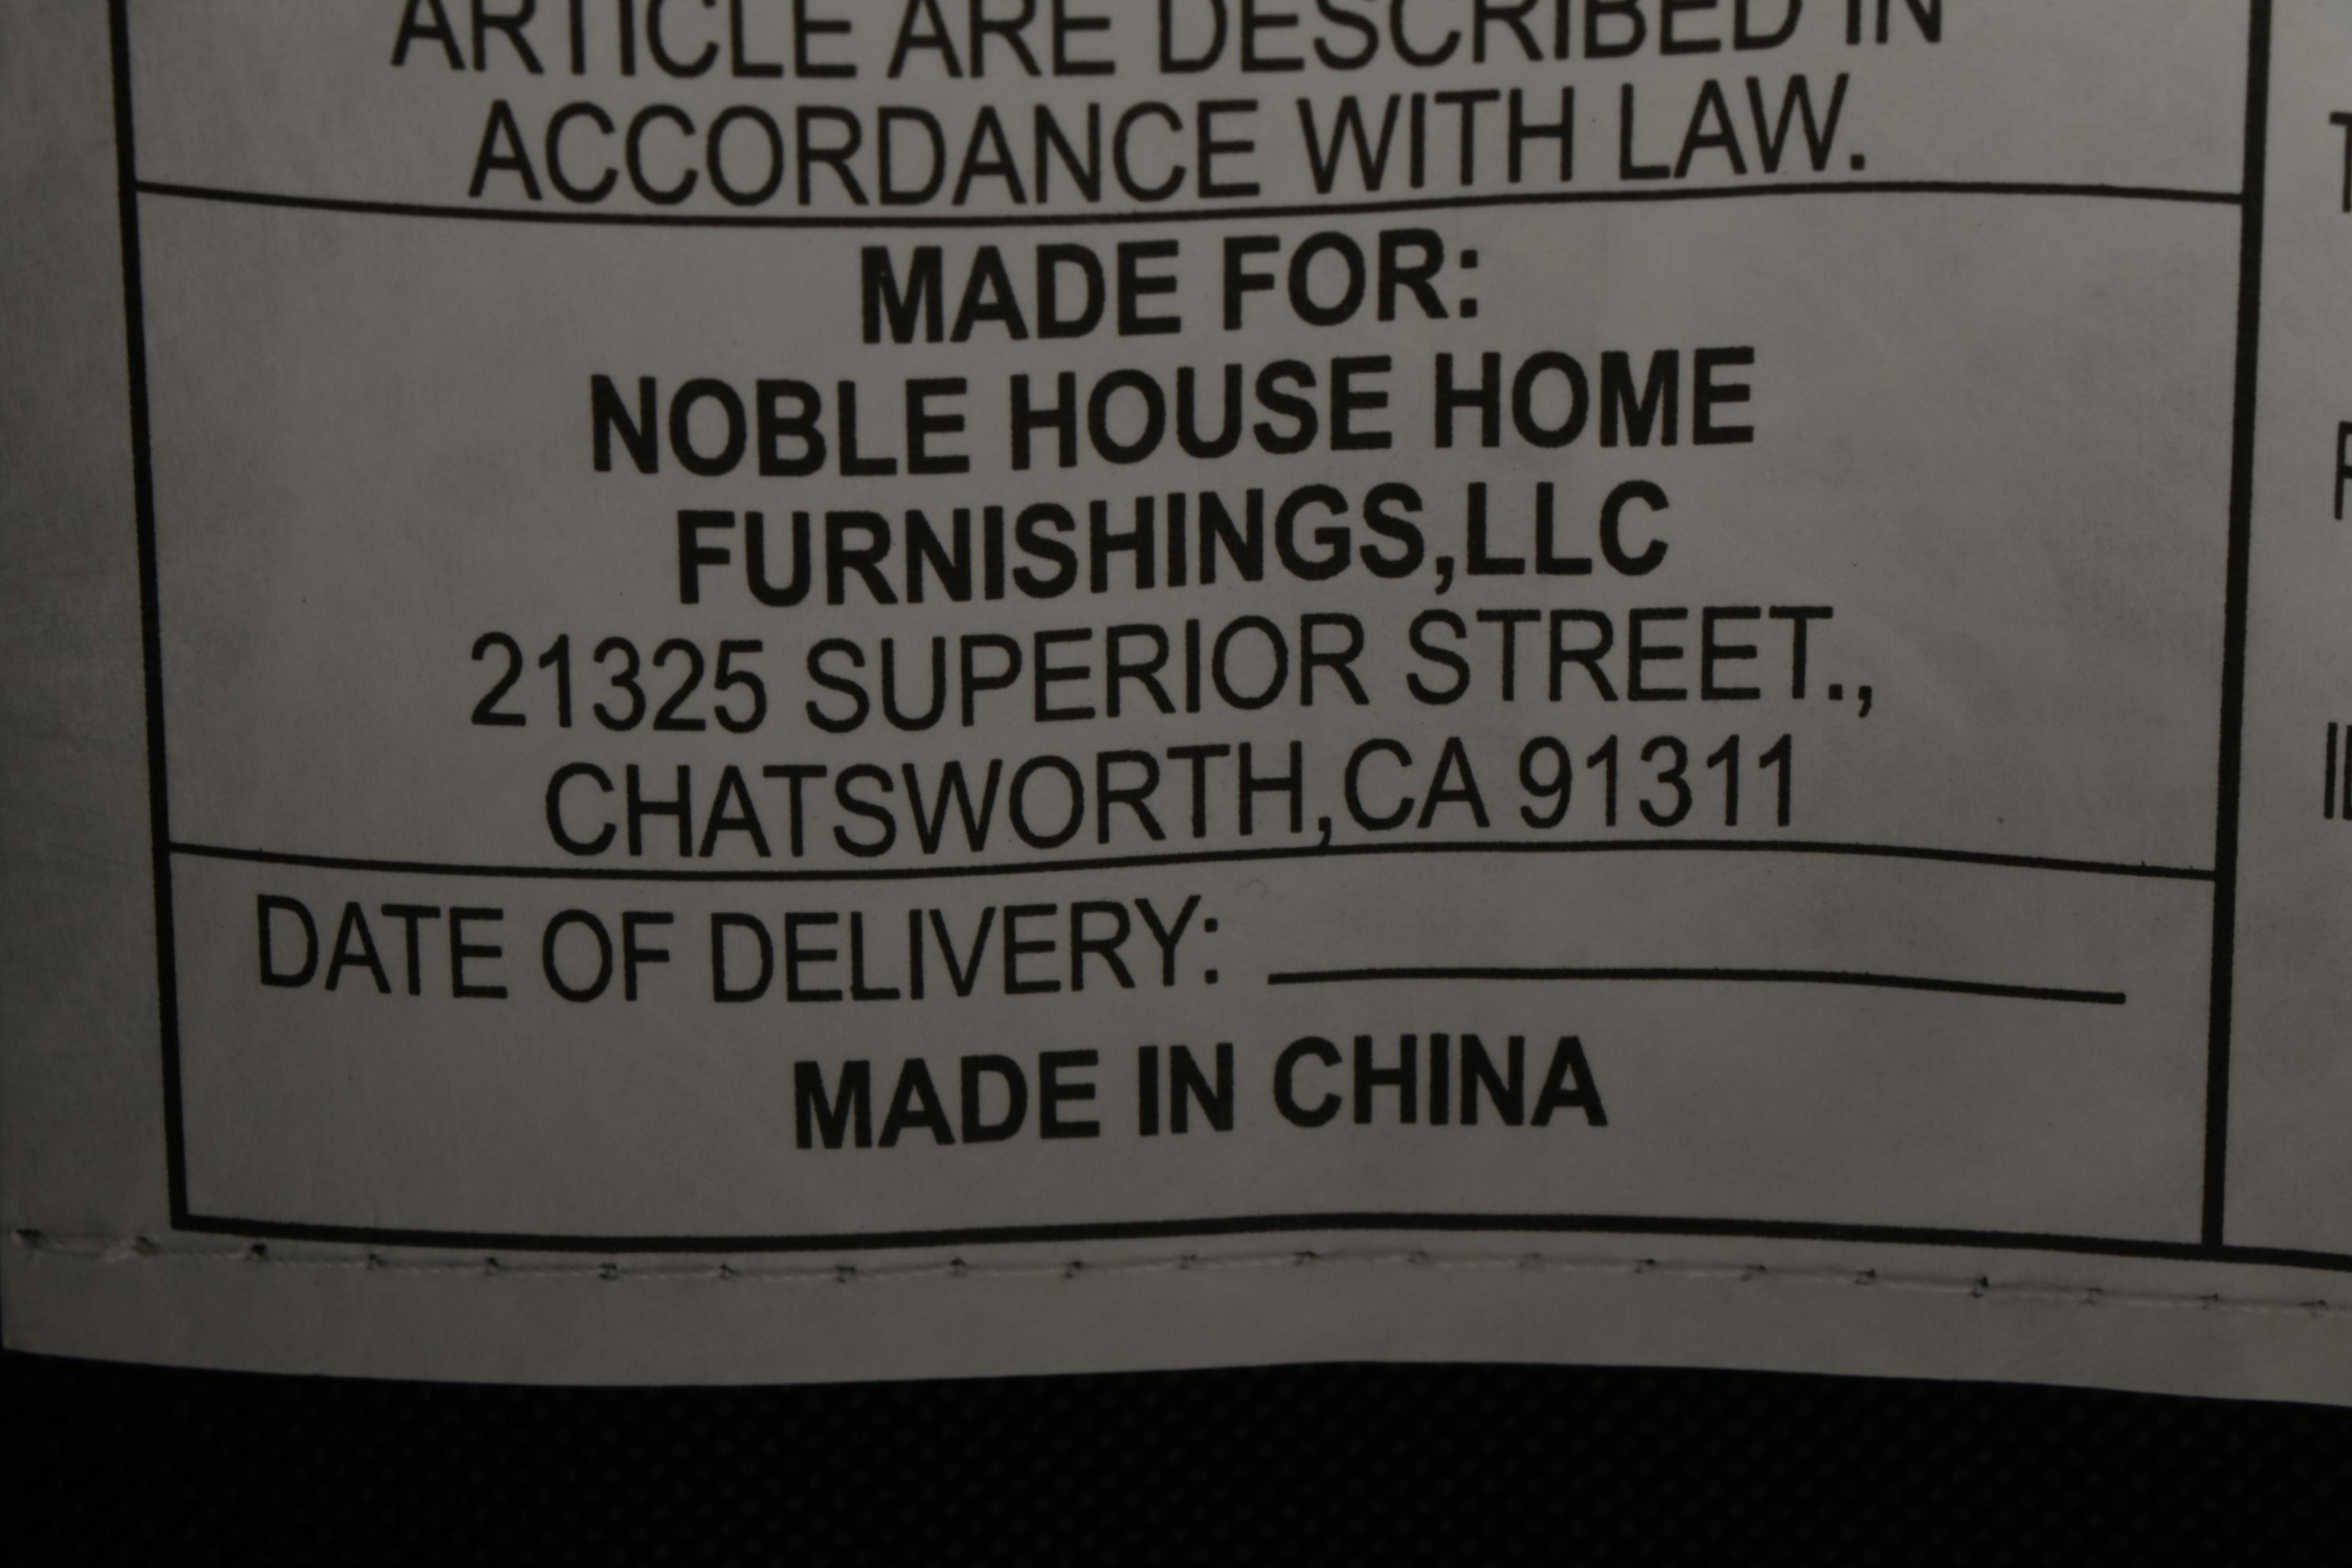 ARTICLE ARE DESCRIBED IN
ACCORDANCE WITH LAW.
MADE FOR:
NOBLE HOUSE HOME
FURNISHINGS,LLC
21325 SUPERIOR STREET.,
CHATSWORTH,CA 91311
DATE OF DELIVERY:
MADE IN CHINA